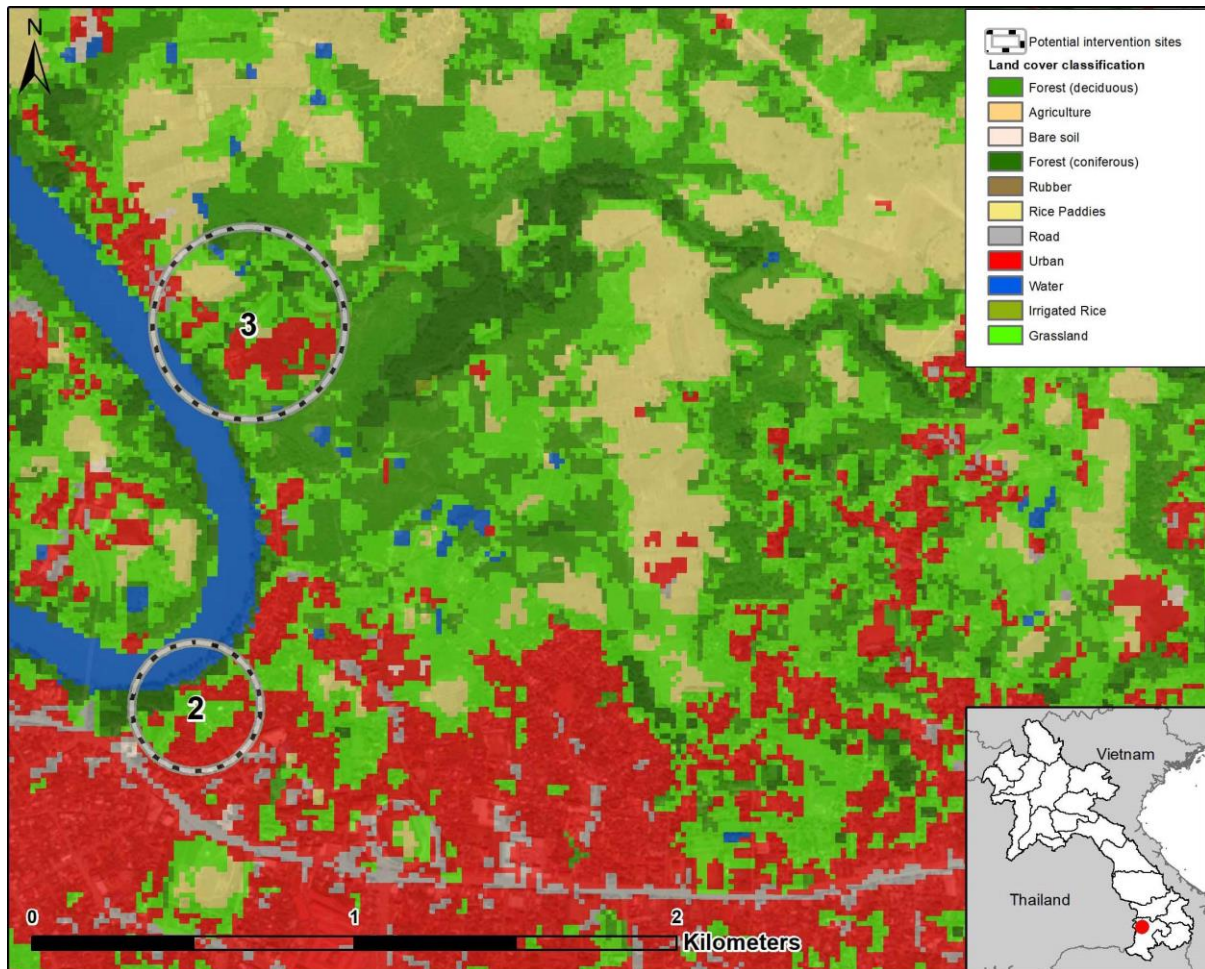 N
Potential intervention sites
Land cover classification
Forest (deciduous)
Agriculture
Bare soil
Forest (coniferous)
Rubber
Rice Paddies
Road
Urban
Water
Irrigated Rice
Grassland
3
2
0
1
2
Kilometers
Vietnam
Thailand